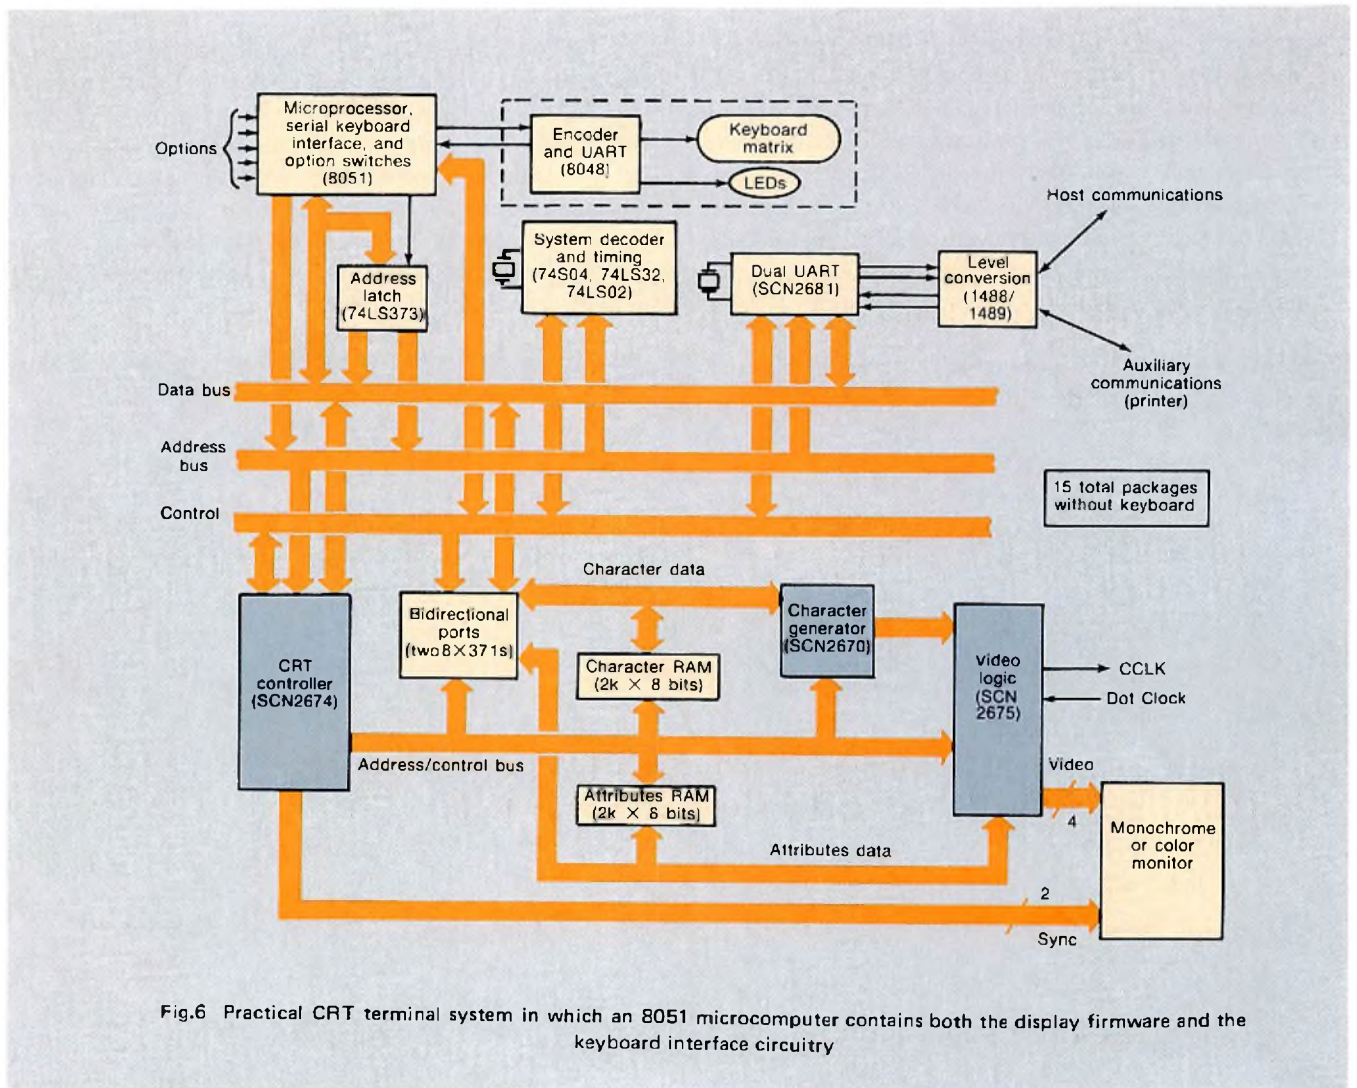 Options
Microprocessor,
serial keyboard
interface, and
option switches
(8051)
Encoder
and UART
(8048)
Keyboard
matrix
LEDs
Host communications
Address
latch
(74LS373)
System decoder
and timing
(74S04, 74LS32,
74LS02)
Dual UART
(SCN2681)
Level
conversion
(1488/
1489)
Auxiliary
communications
(printer)
Data bus
Address
bus
Control
15 total packages
without keyboard
Character data
CRT
controller
(SCN2674)
Bidirectional
ports
(two 8X371s)
Character RAM
(2k X 8 bits)
Character
generator
(SCN2670)
Video
logic
(SCN
2675)
CCLK
Dot Clock
Address/control bus
Attributes RAM
(2k X 8 bits)
Video
4
Attributes data
Monochrome
or color
monitor
2
Sync
Fig.6 Practical CRT terminal system in which an 8051 microcomputer contains both the display firmware and the
keyboard interface circuitry